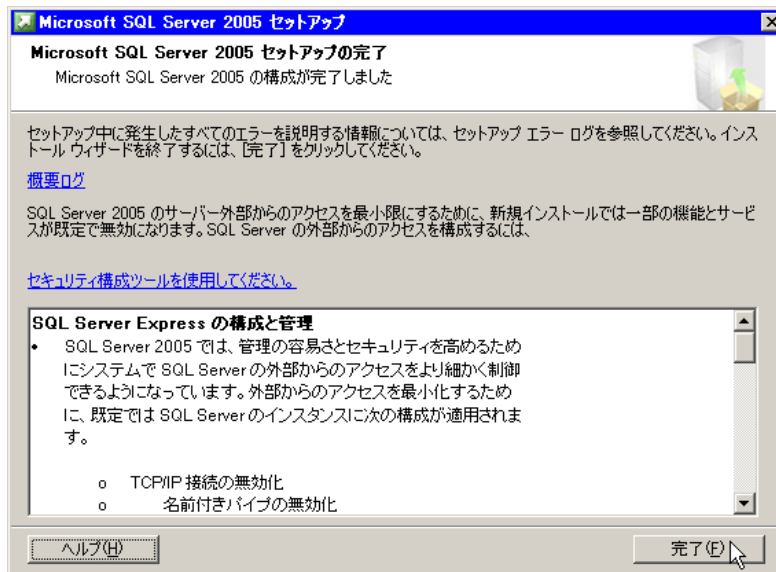 Microsoft SQL Server 2005 セットアップ
Microsoft SQL Server 2005 セットアップの完了
Microsoft SQL Server 2005 の構成が完了しました
セットアップ中に発生したすべてのエラーを説明する情報については、セットアップ エラー ログを参照してください。インス
トール ウィザードを終了するには、[完了] をクリックしてください。
概要ログ
SQL Server 2005 のサーバー外部からのアクセスを最小限にするために、新規インストールでは一部の機能とサービ
スが既定で無効になります。SQL Server の外部からのアクセスを構成するには、
セキュリティ構成ツールを使用してください。
SQL Server Express の構成と管理
• SQL Server 2005 では、管理の容易さとセキュリティを高めるため
にシステムで SQL Server の外部からのアクセスをより細かく制御
できるようになっています。外部からのアクセスを最小化するため
に、既定では SQL Server のインスタンスに次の構成が適用されま
す。
o TCP/IP 接続の無効化
o 名前付きパイプの無効化
ヘルプ(H)
完了(F)